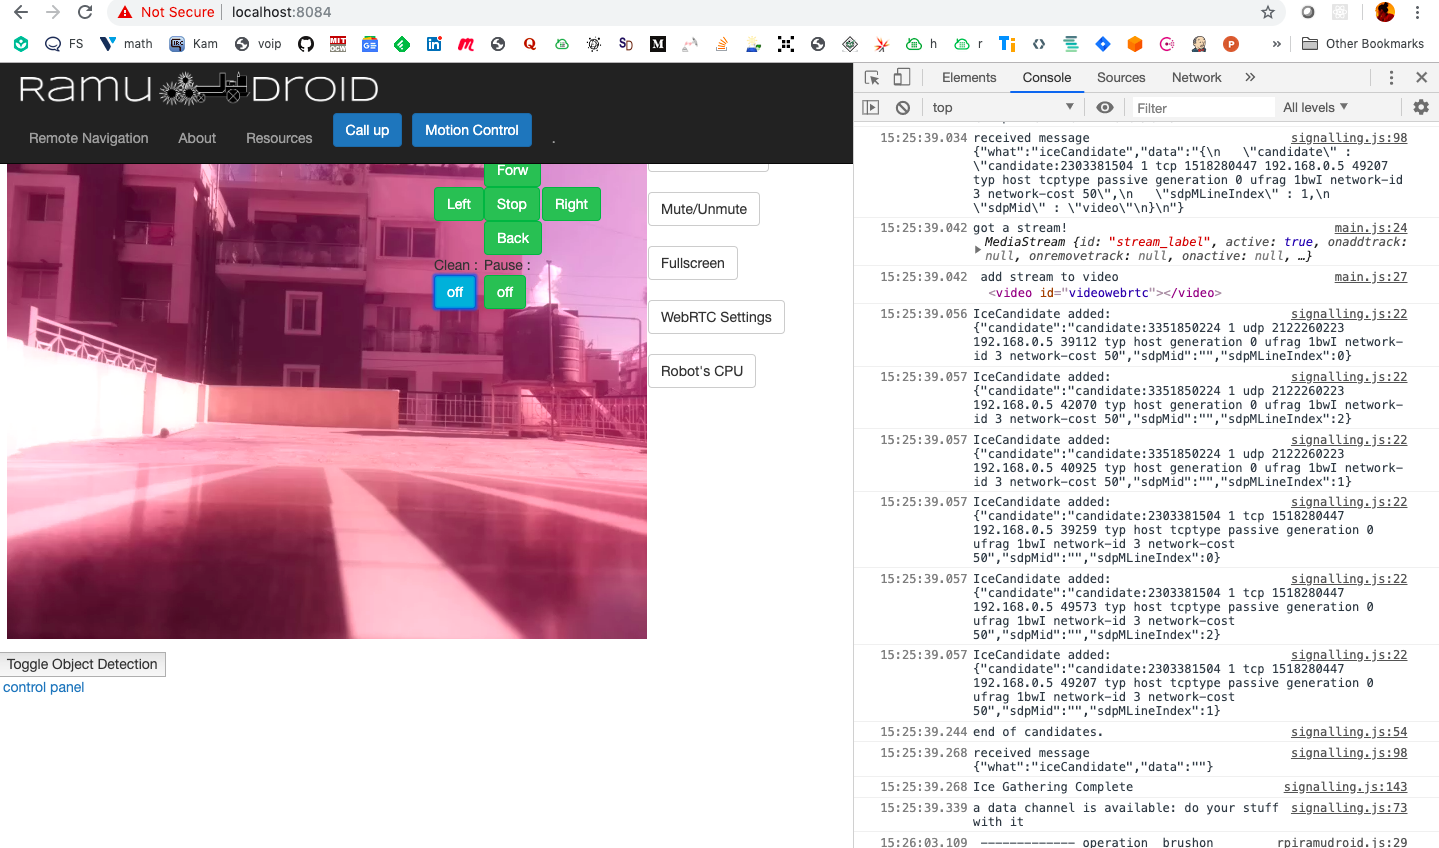 Not Secure | localhost:8084
FS math Kam voip h r » Other Bookmarks
Ramu Droid
Remote Navigation About Resources Call up Motion Control .
Forw
Left Stop Right
Back
Clean : Pause :
off off
Mute/Unmute
Fullscreen
WebRTC Settings
Robot's CPU
Toggle Object Detection
control panel
Elements Console Sources Network »
top Filter All levels
15:25:39.034 received message signalling.js:98
{"what":"iceCandidate","data":"{\n   \"candidate\" :
\"candidate:2303381504 1 tcp 1518280447 192.168.0.5 49207
typ host tcptype passive generation 0 ufrag 1bwI network-id
3 network-cost 50\",\n   \"sdpMLineIndex\" : 1,\n
\"sdpMid\" : \"video\"\n}\n"}
15:25:39.042 got a stream! main.js:24
MediaStream {id: "stream_label", active: true, onaddtrack:
null, onremovetrack: null, onactive: null, …}
15:25:39.042 add stream to video main.js:27
<video id="videowebrtc"></video>
15:25:39.056 IceCandidate added: signalling.js:22
{"candidate":"candidate:3351850224 1 udp 2122260223
192.168.0.5 39112 typ host generation 0 ufrag 1bwI network-
id 3 network-cost 50","sdpMid":"","sdpMLineIndex":0}
15:25:39.057 IceCandidate added: signalling.js:22
{"candidate":"candidate:3351850224 1 udp 2122260223
192.168.0.5 42070 typ host generation 0 ufrag 1bwI network-
id 3 network-cost 50","sdpMid":"","sdpMLineIndex":2}
15:25:39.057 IceCandidate added: signalling.js:22
{"candidate":"candidate:3351850224 1 udp 2122260223
192.168.0.5 40925 typ host generation 0 ufrag 1bwI network-
id 3 network-cost 50","sdpMid":"","sdpMLineIndex":1}
15:25:39.057 IceCandidate added: signalling.js:22
{"candidate":"candidate:2303381504 1 tcp 1518280447
192.168.0.5 39259 typ host tcptype passive generation 0
ufrag 1bwI network-id 3 network-cost
50","sdpMid":"","sdpMLineIndex":0}
15:25:39.057 IceCandidate added: signalling.js:22
{"candidate":"candidate:2303381504 1 tcp 1518280447
192.168.0.5 49573 typ host tcptype passive generation 0
ufrag 1bwI network-id 3 network-cost
50","sdpMid":"","sdpMLineIndex":2}
15:25:39.057 IceCandidate added: signalling.js:22
{"candidate":"candidate:2303381504 1 tcp 1518280447
192.168.0.5 49207 typ host tcptype passive generation 0
ufrag 1bwI network-id 3 network-cost
50","sdpMid":"","sdpMLineIndex":1}
15:25:39.244 end of candidates. signalling.js:54
15:25:39.268 received message signalling.js:98
{"what":"iceCandidate","data":""}
15:25:39.268 Ice Gathering Complete signalling.js:143
15:25:39.339 a data channel is available: do your stuff signalling.js:73
with it
15:26:03.109 ------------- operation brushon rpiramudroid.js:29